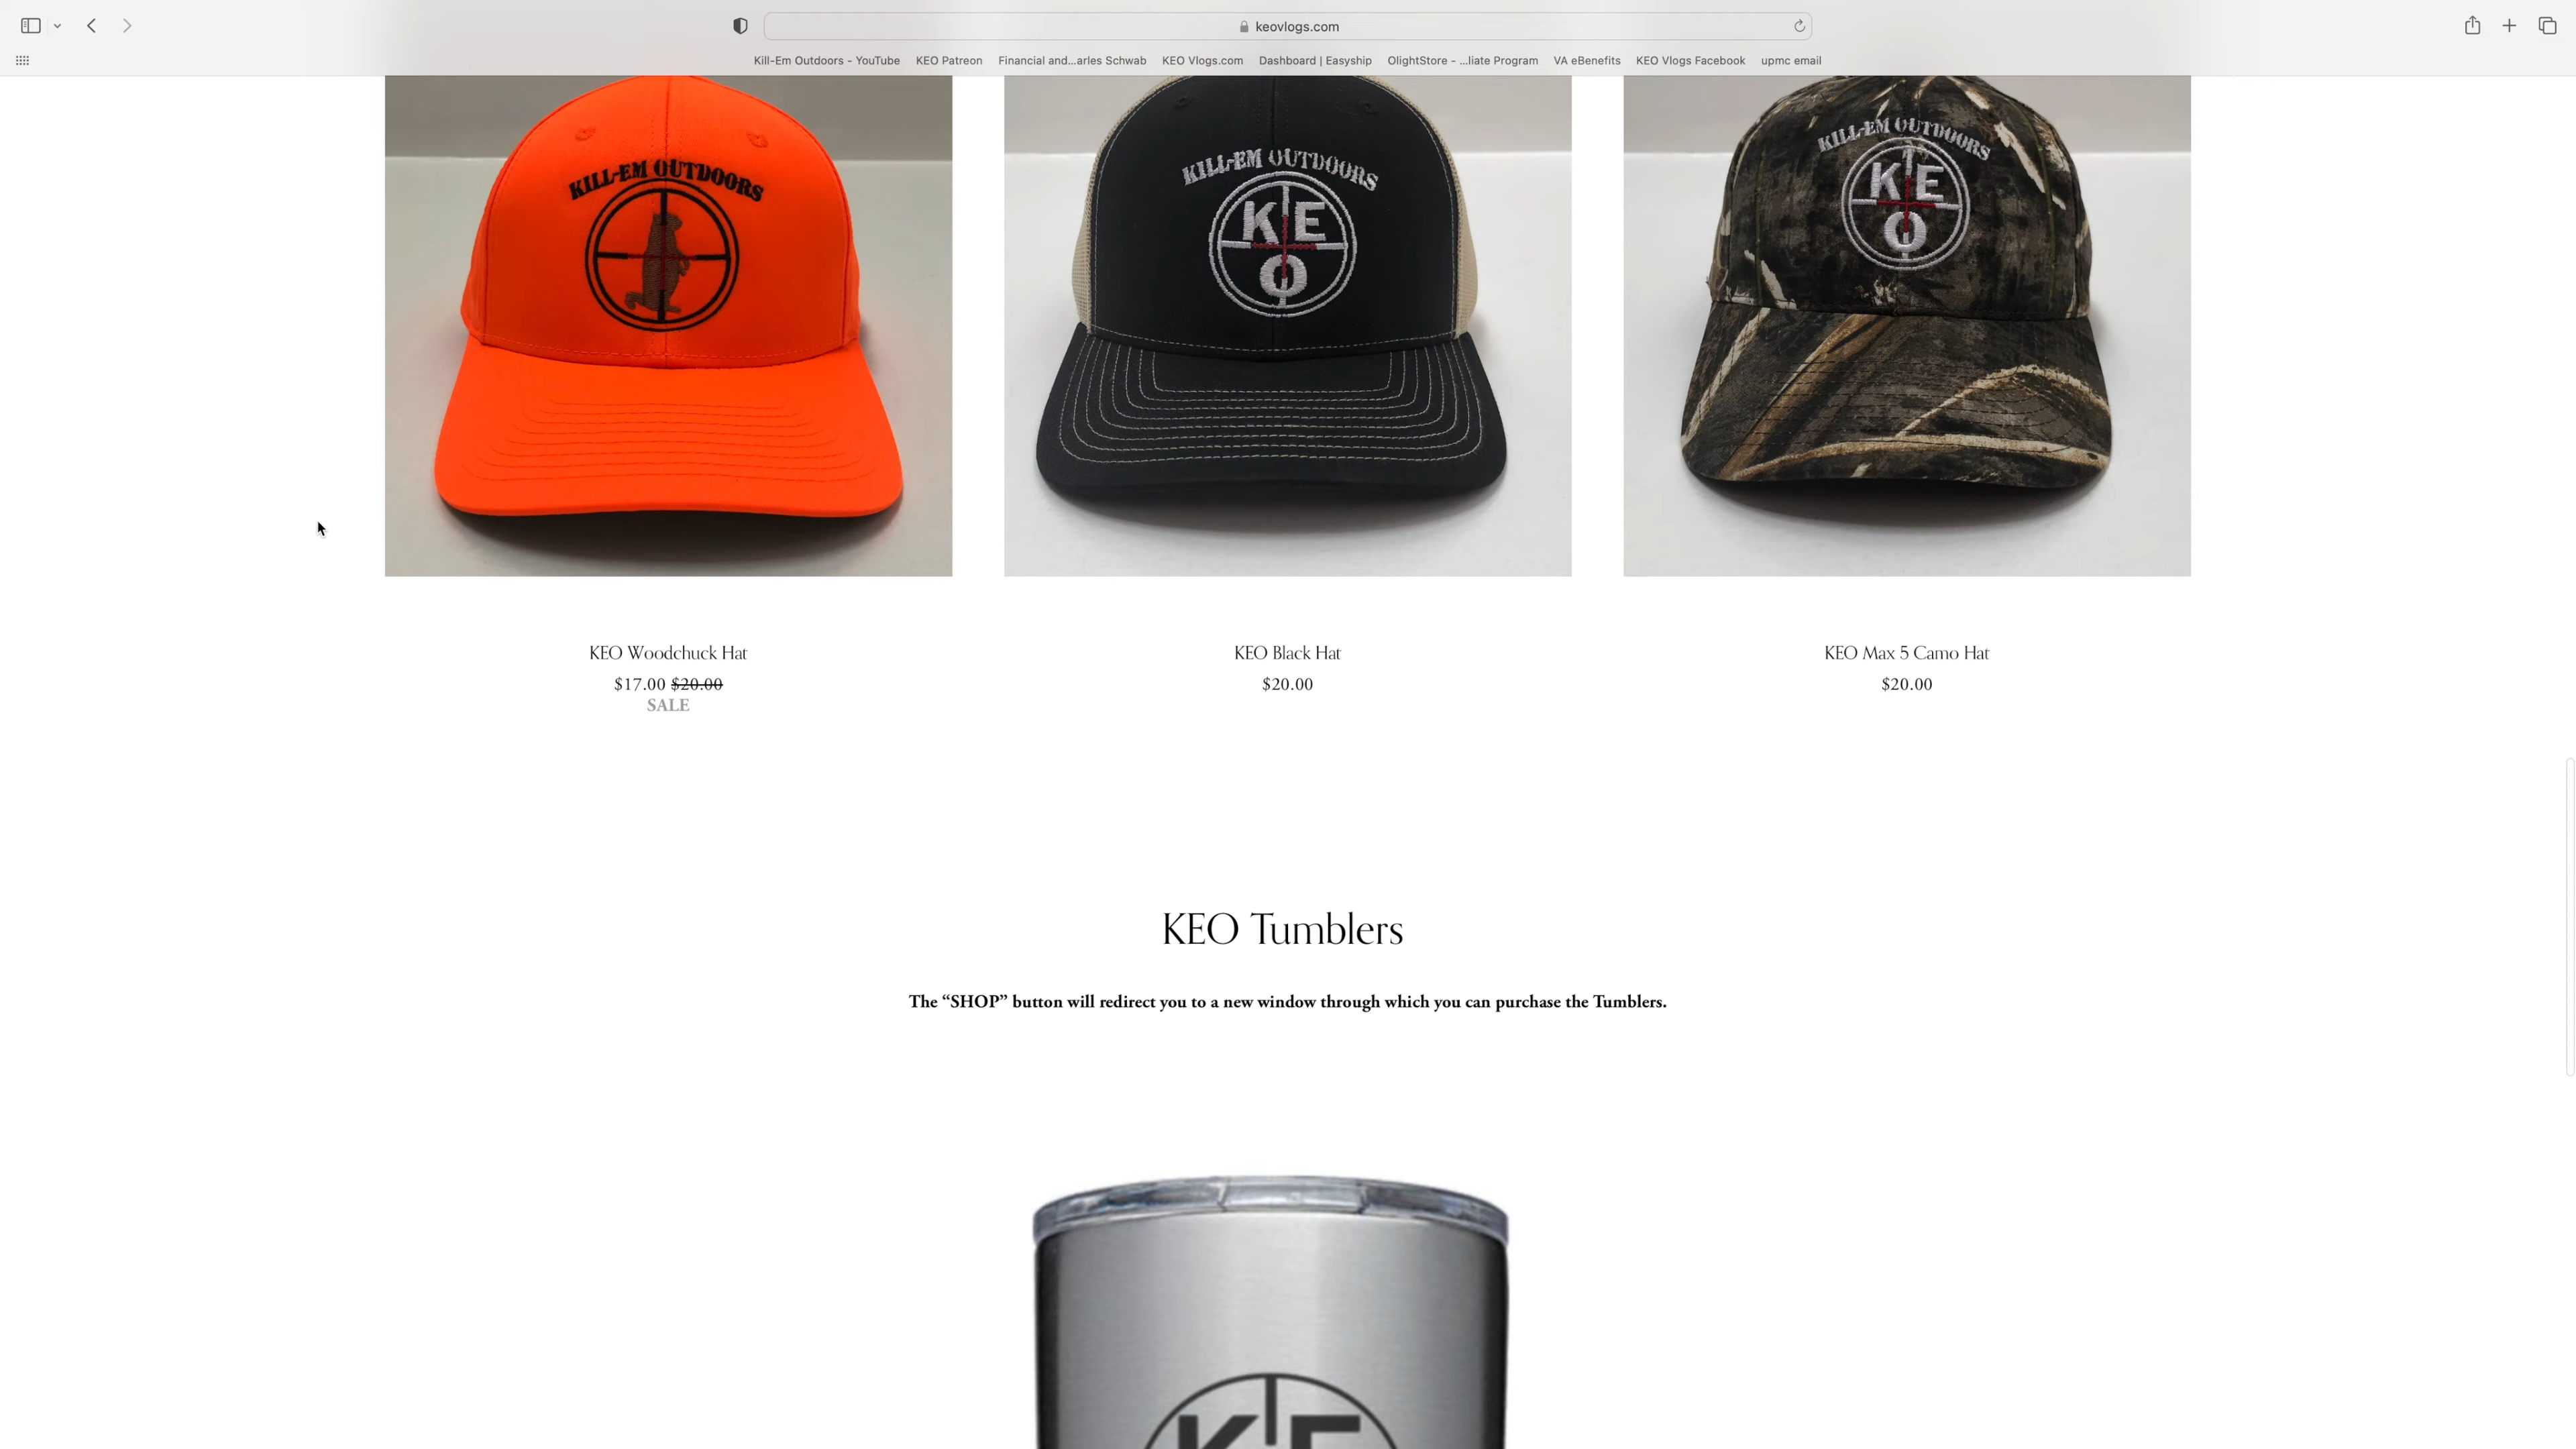 keovlogs.com
Kill-Em Outdoors - YouTube KEO Patreon Financial and...arles Schwab KEO Vlogs.com Dashboard | Easyship OlightStore - ...liate Program VA eBenefits KEO Vlogs Facebook upmc email
KILL-EM OUTDOORS
KILL-EM OUTDOORS
K E
O
KILL-EM OUTDOORS
K E
O
KEO Woodchuck Hat
$17.00 $20.00
SALE
KEO Black Hat
$20.00
KEO Max 5 Camo Hat
$20.00
KEO Tumblers
The “SHOP” button will redirect you to a new window through which you can purchase the Tumblers.
K E